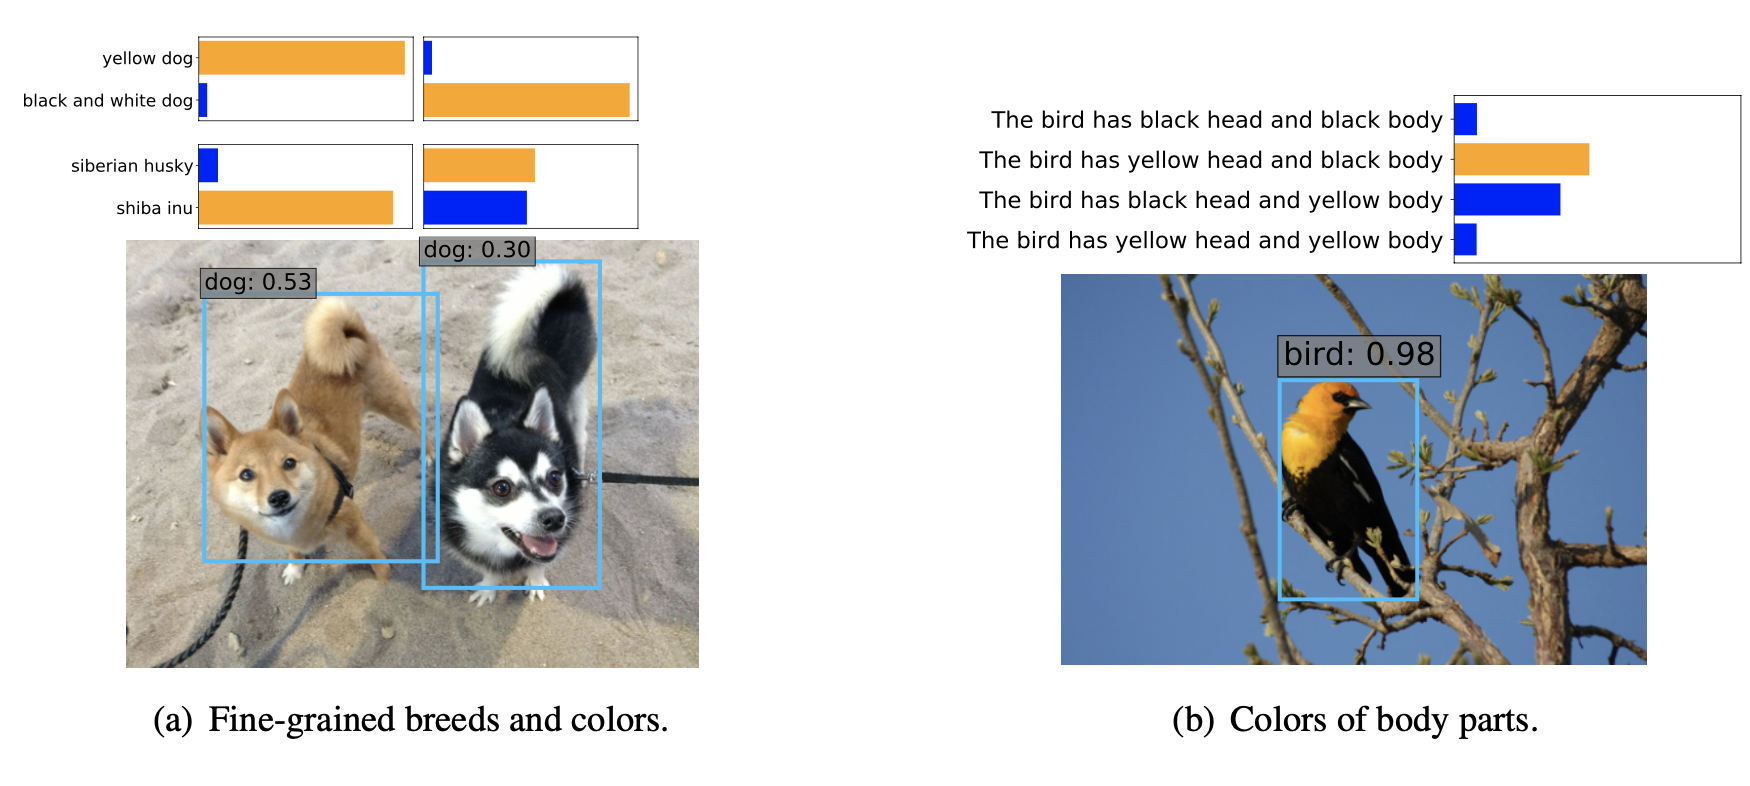 yellow dog
black and white dog
siberian husky
shiba inu
dog: 0.30
dog: 0.53
(a) Fine-grained breeds and colors.
The bird has black head and black body
The bird has yellow head and black body
The bird has black head and yellow body
The bird has yellow head and yellow body
bird: 0.98
(b) Colors of body parts.